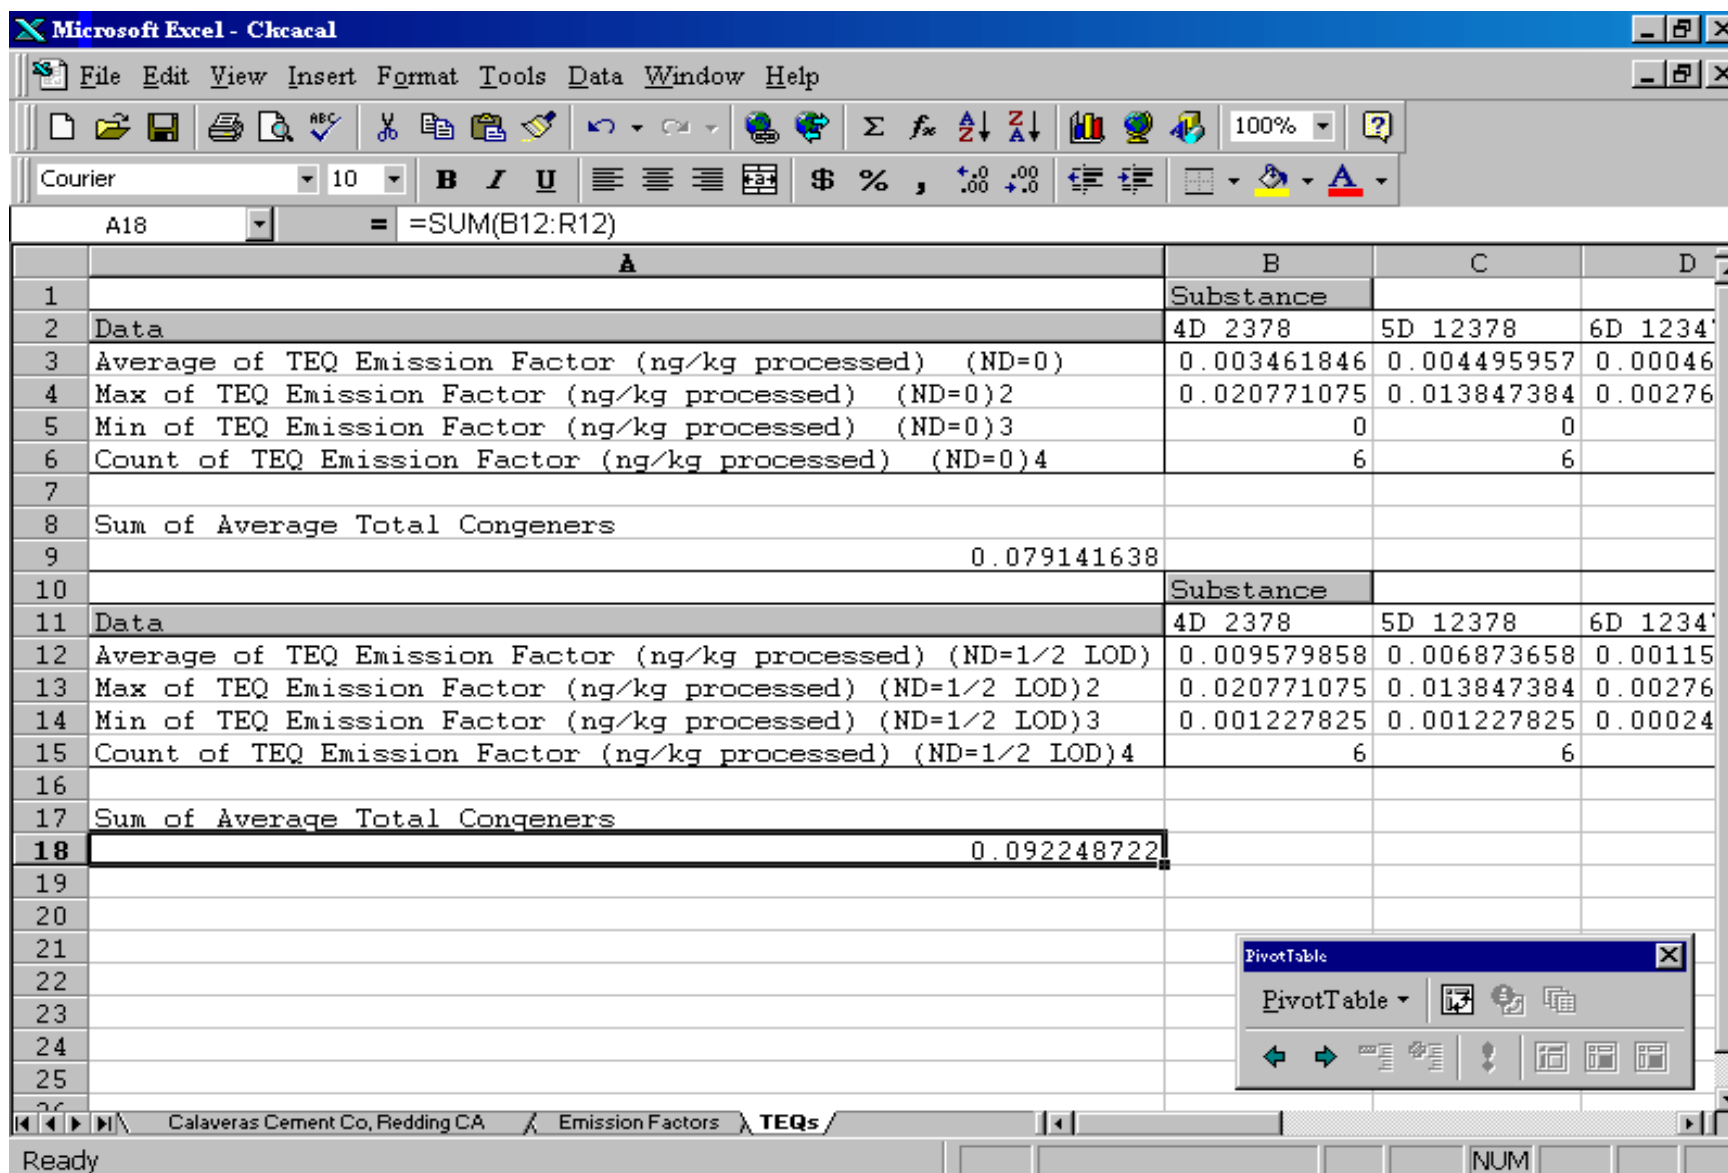 Microsoft Excel - Ckcacal
File Edit View Insert Format Tools Data Window Help
100%
Courier 10 B I U $ % ,
A18 = =SUM(B12:R12)
A B C D
1 Substance
2 Data 4D 2378 5D 12378 6D 1234
3 Average of TEQ Emission Factor (ng/kg processed) (ND=0) 0.003461846 0.004495957 0.00046
4 Max of TEQ Emission Factor (ng/kg processed) (ND=0)2 0.020771075 0.013847384 0.00276
5 Min of TEQ Emission Factor (ng/kg processed) (ND=0)3 0 0
6 Count of TEQ Emission Factor (ng/kg processed) (ND=0)4 6 6
7
8 Sum of Average Total Congeners
9 0.079141638
10 Substance
11 Data 4D 2378 5D 12378 6D 1234
12 Average of TEQ Emission Factor (ng/kg processed) (ND=1/2 LOD) 0.009579858 0.006873658 0.00115
13 Max of TEQ Emission Factor (ng/kg processed) (ND=1/2 LOD)2 0.020771075 0.013847384 0.00276
14 Min of TEQ Emission Factor (ng/kg processed) (ND=1/2 LOD)3 0.001227825 0.001227825 0.00024
15 Count of TEQ Emission Factor (ng/kg processed) (ND=1/2 LOD)4 6 6
16
17 Sum of Average Total Congeners
18 0.092248722
19
20
21
22
23
24
25
PivotTable
PivotTable
Calaveras Cement Co, Redding CA Emission Factors TEQs
Ready NUM